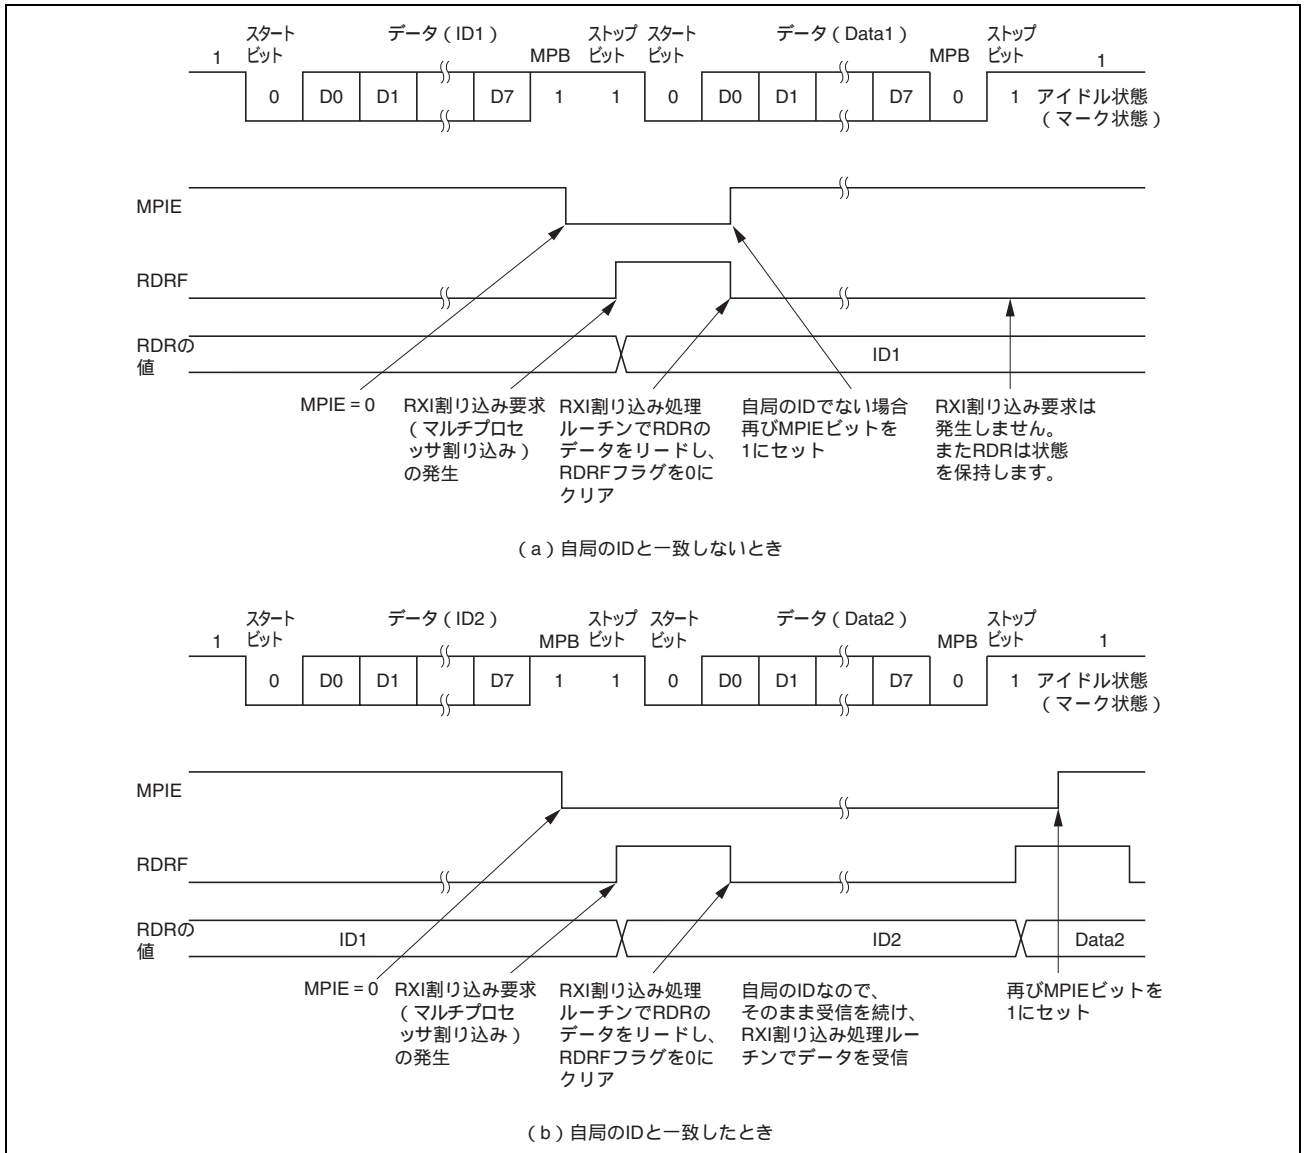 スタート データ(ID1) ストップ スタート データ(Data1) ストップ
1 ビット MPB ビット ビット MPB ビット 1
0 D0 D1 D7 1 1 0 D0 D1 D7 0 1 アイドル状態
(マーク状態)
MPIE
RDRF
RDRの
値
ID1
MPIE = 0
RXI割り込み要求
(マルチプロセ
ッサ割り込み)
の発生
RXI割り込み処理
ルーチンでRDRの
データをリードし、
RDRFフラグを0に
クリア
自局のIDでない場合
再びMPIEビットを
1にセット
RXI割り込み要求は
発生しません。
またRDRは状態
を保持します。
(a)自局のIDと一致しないとき
スタート データ(ID2) ストップ スタート データ(Data2) ストップ
1 ビット MPB ビット ビット MPB ビット 1
0 D0 D1 D7 1 1 0 D0 D1 D7 0 1 アイドル状態
(マーク状態)
MPIE
RDRF
RDRの
値
ID1 ID2 Data2
MPIE = 0
RXI割り込み要求
(マルチプロセ
ッサ割り込み)
の発生
RXI割り込み処理
ルーチンでRDRの
データをリードし、
RDRFフラグを0に
クリア
自局のIDなので、
そのまま受信を続け、
RXI割り込み処理ルー
チンでデータを受信
再びMPIEビットを
1にセット
(b)自局のIDと一致したとき